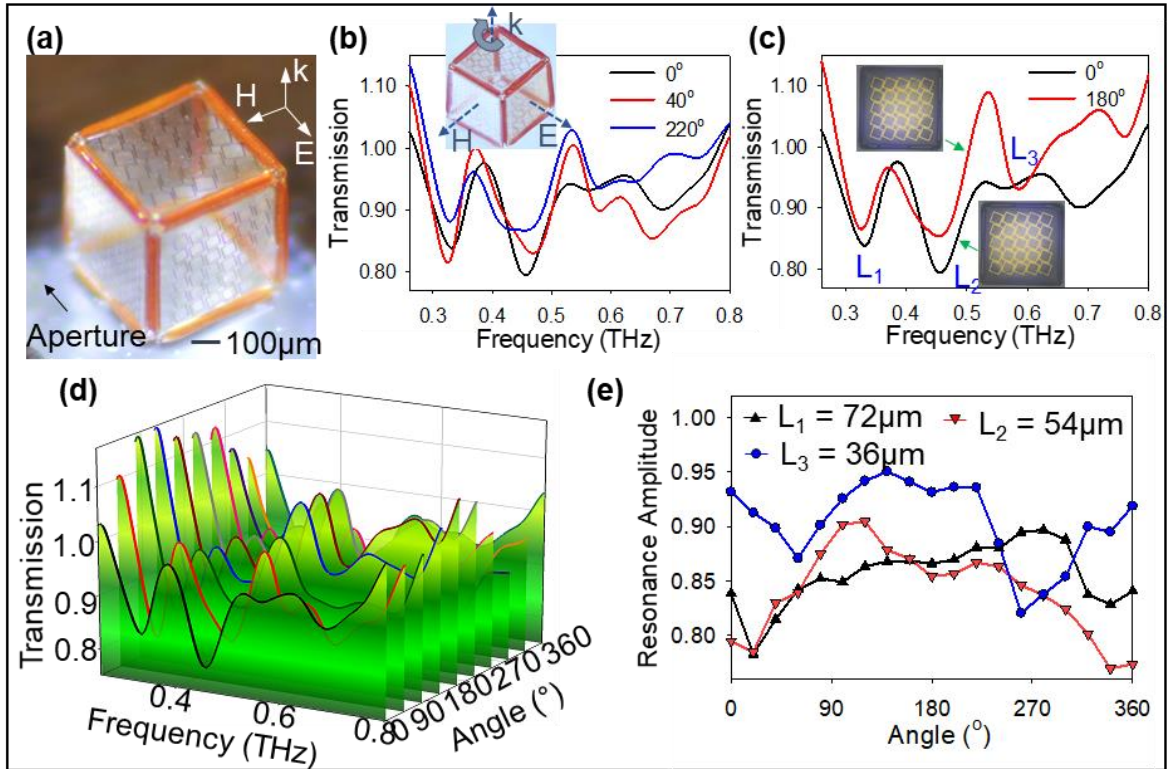 (a)
k
H
E
Aperture
100µm
(b)
k
H
E
0°
40°
220°
Transmission
1.10
1.00
0.90
0.80
0.3 0.4 0.5 0.6 0.7 0.8
Frequency (THz)
(c)
0°
180°
L1
L2
L3
Transmission
1.10
1.00
0.90
0.80
0.3 0.4 0.5 0.6 0.7 0.8
Frequency (THz)
(d)
Transmission
1.1
1.0
0.9
0.8
0.4 0.6 0.8
Frequency (THz)
0 90 180 270 360
Angle (°)
(e)
L1 = 72µm
L2 = 54µm
L3 = 36µm
Resonance Amplitude
1.00
0.95
0.90
0.85
0.80
0 90 180 270 360
Angle (°)